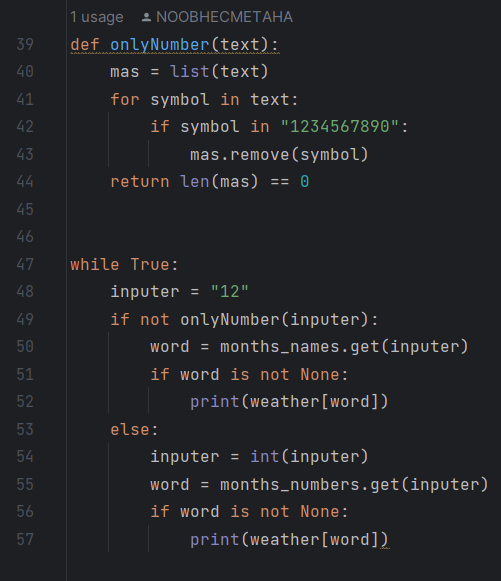 1 usage NOOBHECMETAHA
39 def onlyNumber(text):
40     mas = list(text)
41     for symbol in text:
42         if symbol in "1234567890":
43             mas.remove(symbol)
44     return len(mas) == 0
45
46
47 while True:
48     inputer = "12"
49     if not onlyNumber(inputer):
50         word = months_names.get(inputer)
51         if word is not None:
52             print(weather[word])
53     else:
54         inputer = int(inputer)
55         word = months_numbers.get(inputer)
56         if word is not None:
57             print(weather[word])